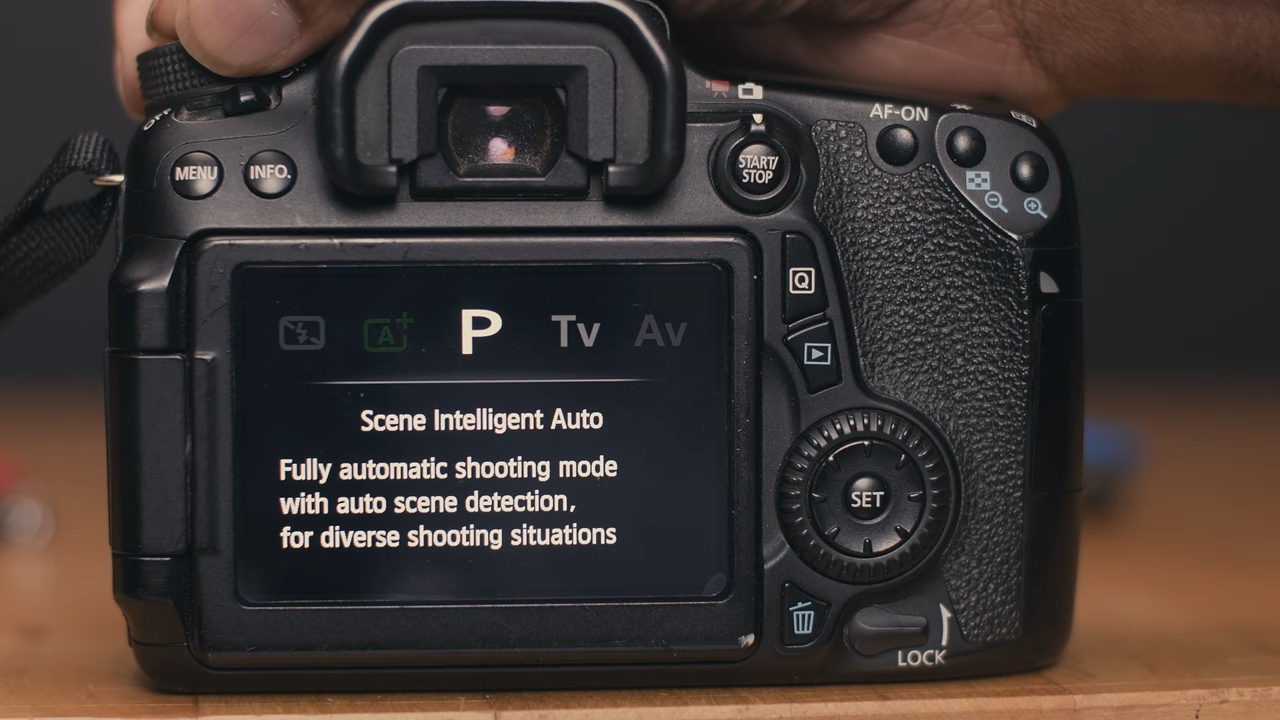 OFF
AF-ON
MENU
INFO.
START/
STOP
Q
A+
P
Tv
Av
Scene Intelligent Auto
Fully automatic shooting mode
with auto scene detection,
for diverse shooting situations
SET
LOCK